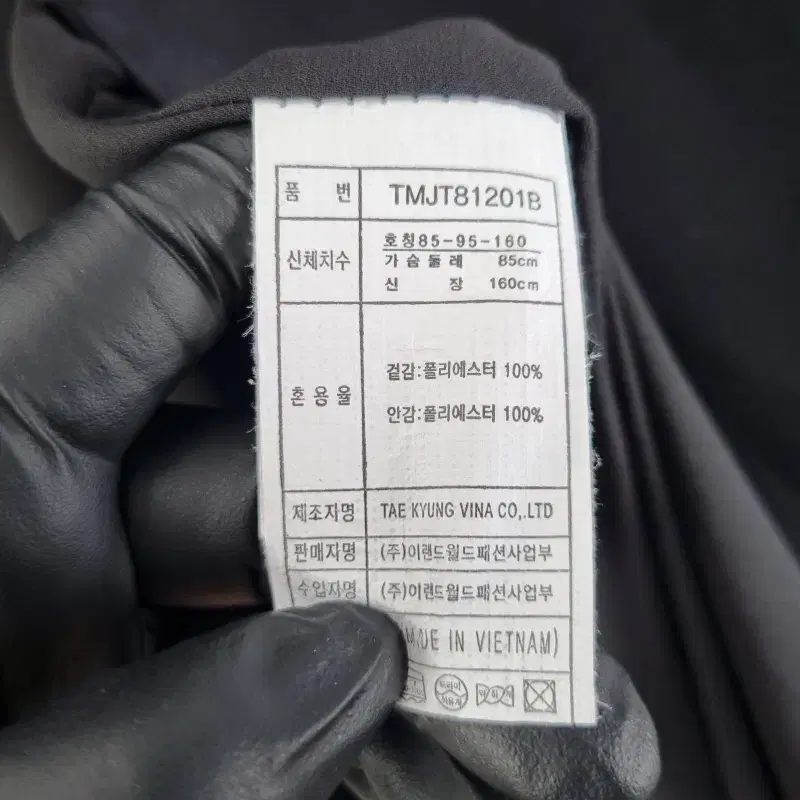 품 번 TMJT81201B
신체치수
호칭85-95-160
가슴둘레 85cm
신 장 160cm
혼용율
겉감:폴리에스터 100%
안감:폴리에스터 100%
제조자명 TAE KYUNG VINA CO,.LTD
판매자명 (주)이랜드월드패션사업부
수입자명 (주)이랜드월드패션사업부
IN VIETNAM)
드라이